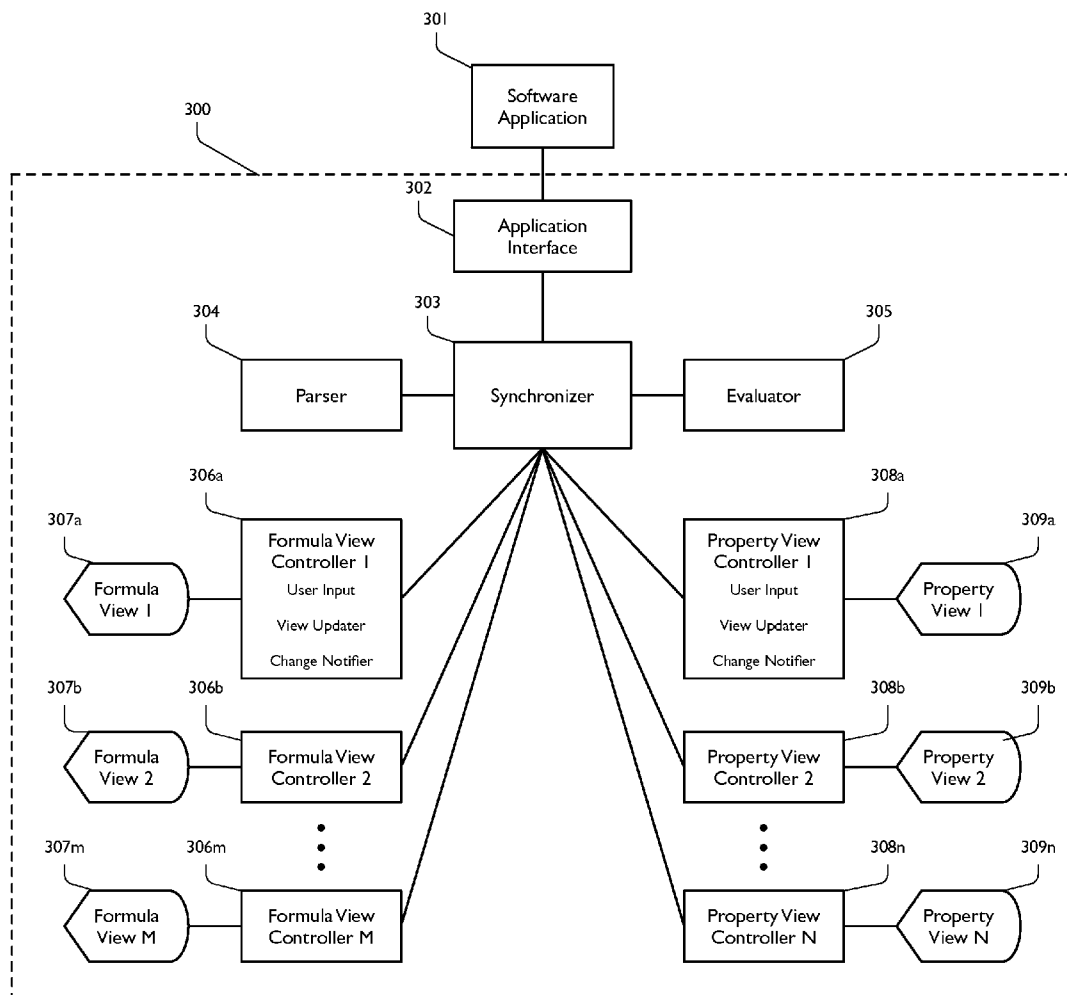 301
Software
Application
300
302
Application
Interface
304
303
305
Parser
Synchronizer
Evaluator
306a
308a
307a
309a
Formula View
Controller 1
User Input
View Updater
Change Notifier
Property View
Controller 1
User Input
View Updater
Change Notifier
Formula
View 1
Property
View 1
307b
306b
308b
309b
Formula
View 2
Formula View
Controller 2
Property View
Controller 2
Property
View 2
307m
306m
308n
309n
Formula
View M
Formula View
Controller M
Property View
Controller N
Property
View N